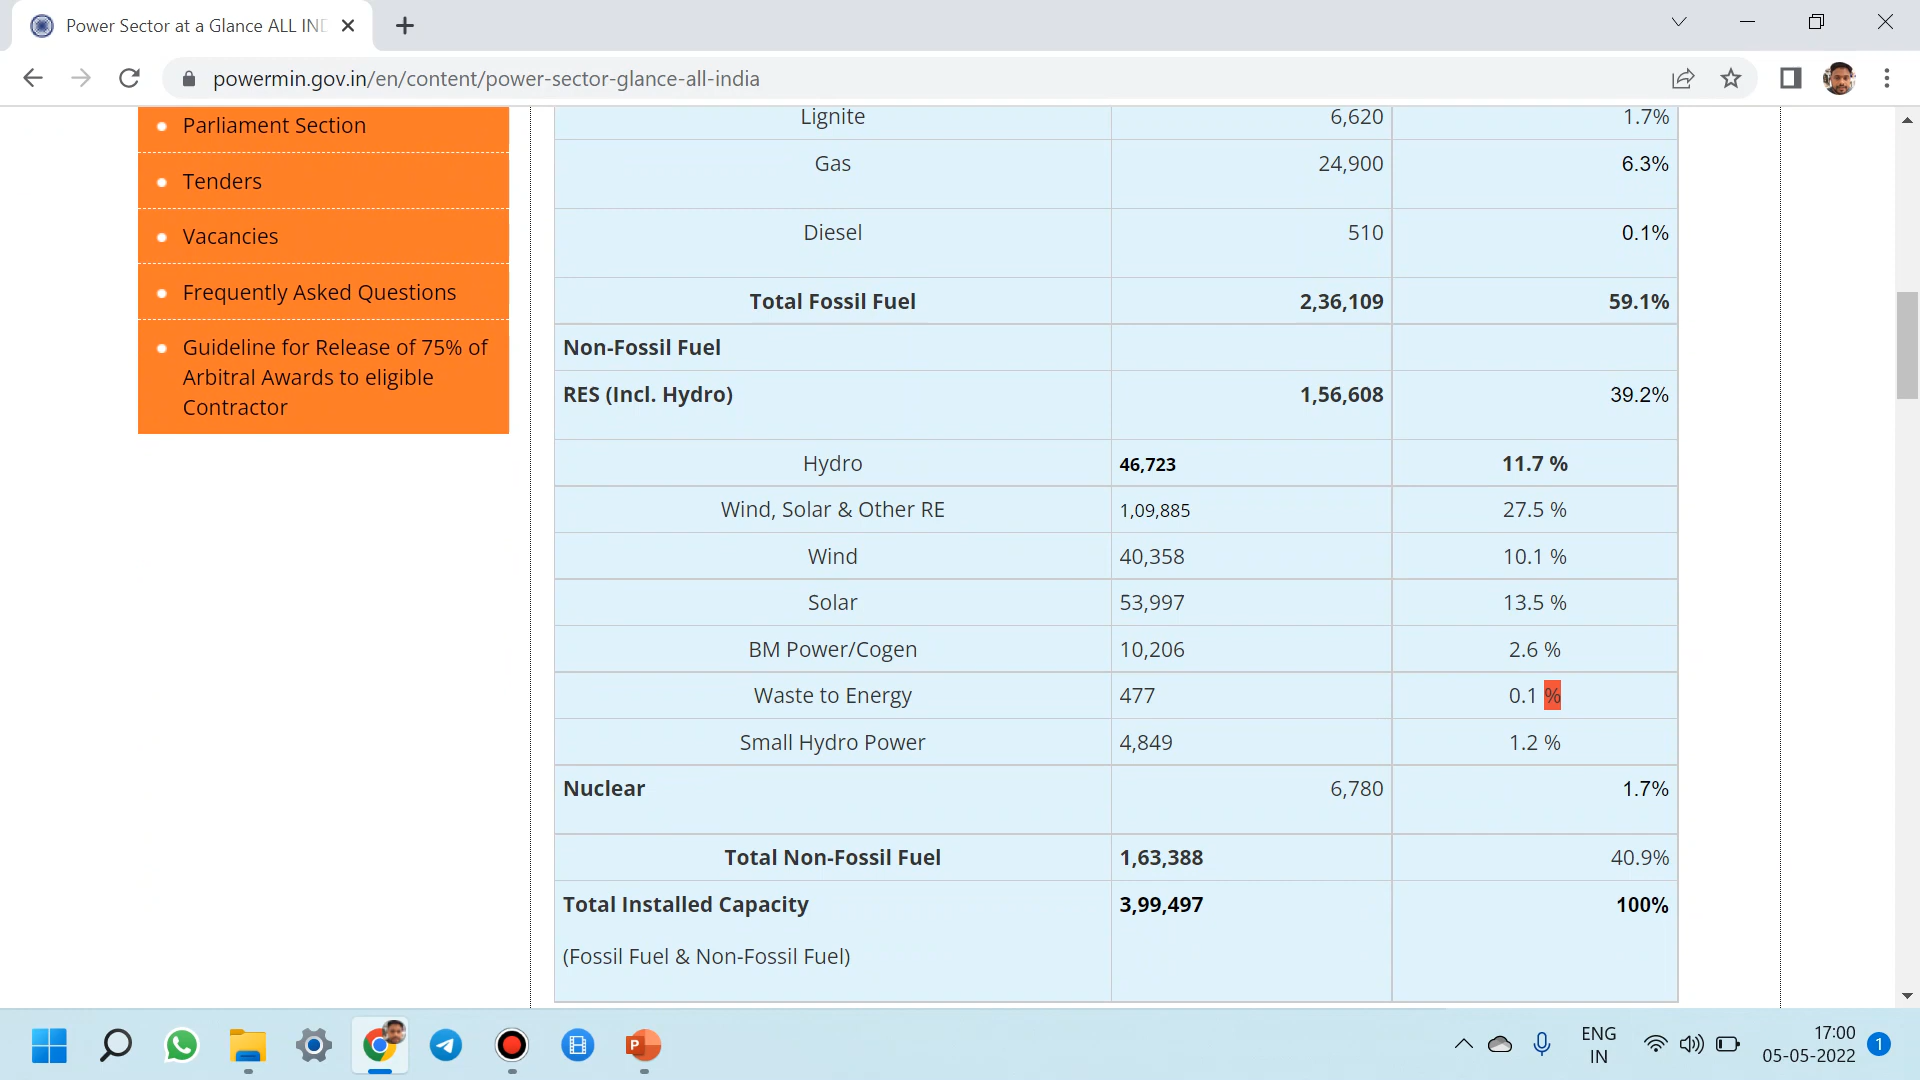 Power Sector at a Glance ALL IND
powermin.gov.in/en/content/power-sector-glance-all-india
Parliament Section
Tenders
Vacancies
Frequently Asked Questions
Guideline for Release of 75% of
Arbitral Awards to eligible
Contractor
Lignite 6,620 1.7%
Gas 24,900 6.3%
Diesel 510 0.1%
Total Fossil Fuel 2,36,109 59.1%
Non-Fossil Fuel
RES (Incl. Hydro) 1,56,608 39.2%
Hydro 46,723 11.7 %
Wind, Solar & Other RE 1,09,885 27.5 %
Wind 40,358 10.1 %
Solar 53,997 13.5 %
BM Power/Cogen 10,206 2.6 %
Waste to Energy 477 0.1 %
Small Hydro Power 4,849 1.2 %
Nuclear 6,780 1.7%
Total Non-Fossil Fuel 1,63,388 40.9%
Total Installed Capacity 3,99,497 100%
(Fossil Fuel & Non-Fossil Fuel)
P
ENG
IN
17:00
05-05-2022
1